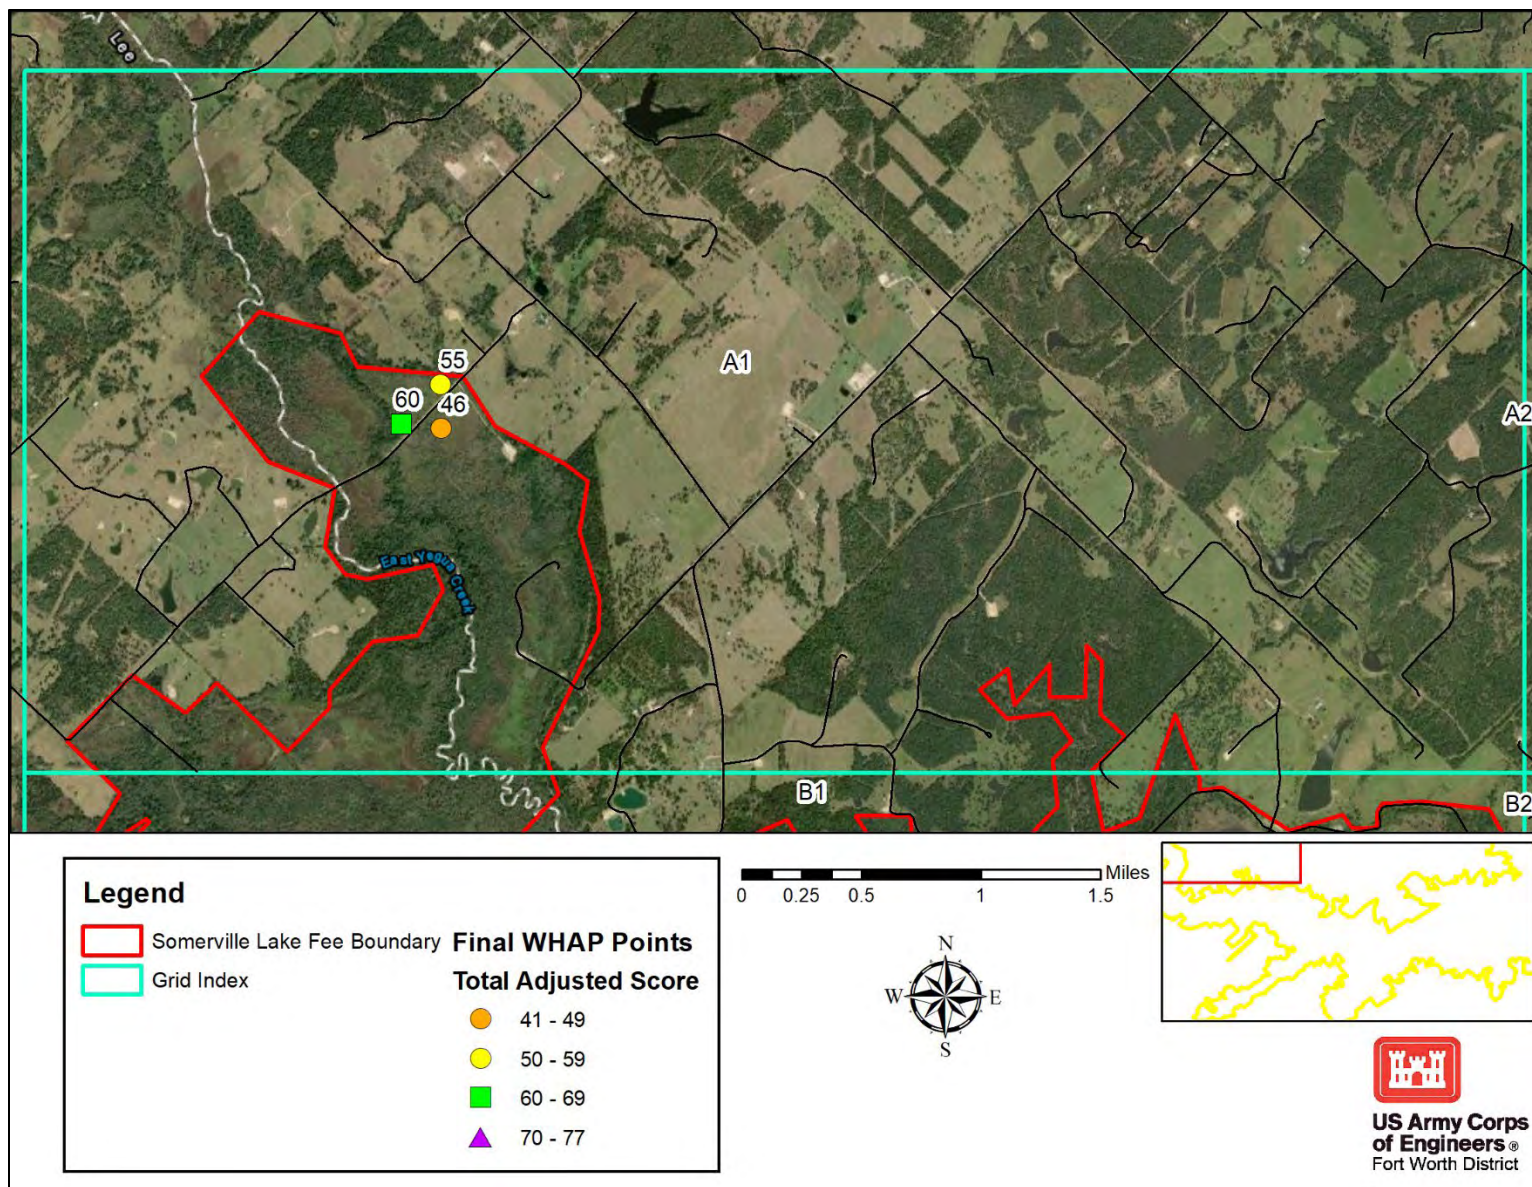 Lee
55
60
46
A1
A2
East Yegua Creek
B1
B2
Legend
Somerville Lake Fee Boundary
Grid Index
Final WHAP Points
Total Adjusted Score
41 - 49
50 - 59
60 - 69
70 - 77
Miles
0 0.25 0.5 1 1.5
N
W E
S
US Army Corps
of Engineers ®
Fort Worth District